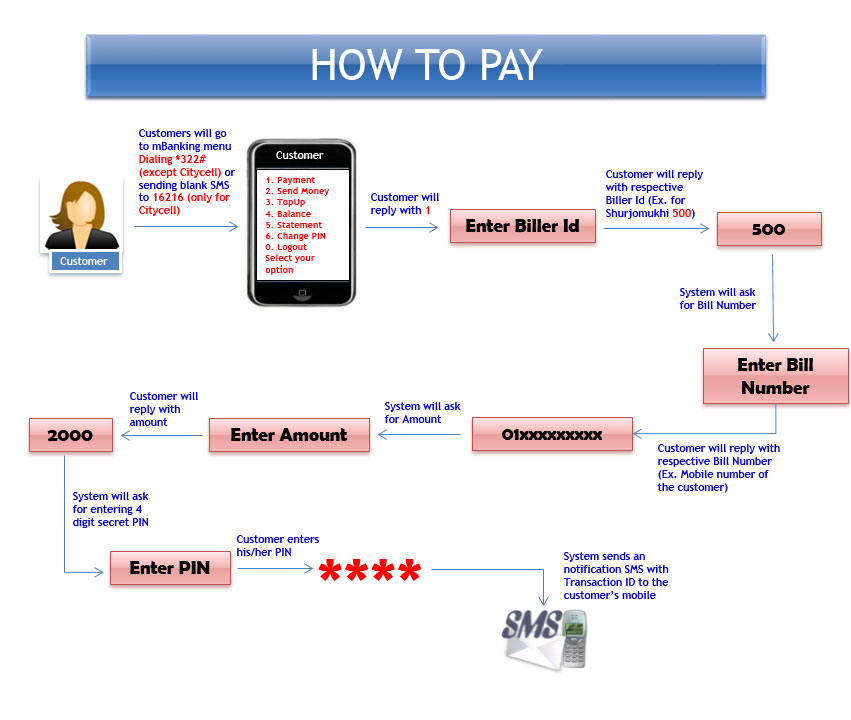 HOW TO PAY
Customers will go
to mBanking menu
Dialing *322#
(except Citycell) or
sending blank SMS
to 16216 (only for
Citycell)
Customer
Customer
1. Payment
2. Send Money
3. TopUp
4. Balance
5. Statement
6. Change PIN
0. Logout
Select your
option
Customer will
reply with 1
Enter Biller Id
Customer will reply
with respective
Biller Id (Ex. for
Shurjomukhi 500)
500
System will ask
for Bill Number
Enter Bill
Number
Customer will reply with
respective Bill Number
(Ex. Mobile number of
the customer)
01xxxxxxxxx
System will ask
for Amount
Enter Amount
Customer will
reply with
amount
2000
System will ask
for entering 4
digit secret PIN
Enter PIN
Customer enters
his/her PIN
****
System sends an
notification SMS with
Transaction ID to the
customer's mobile
SMS